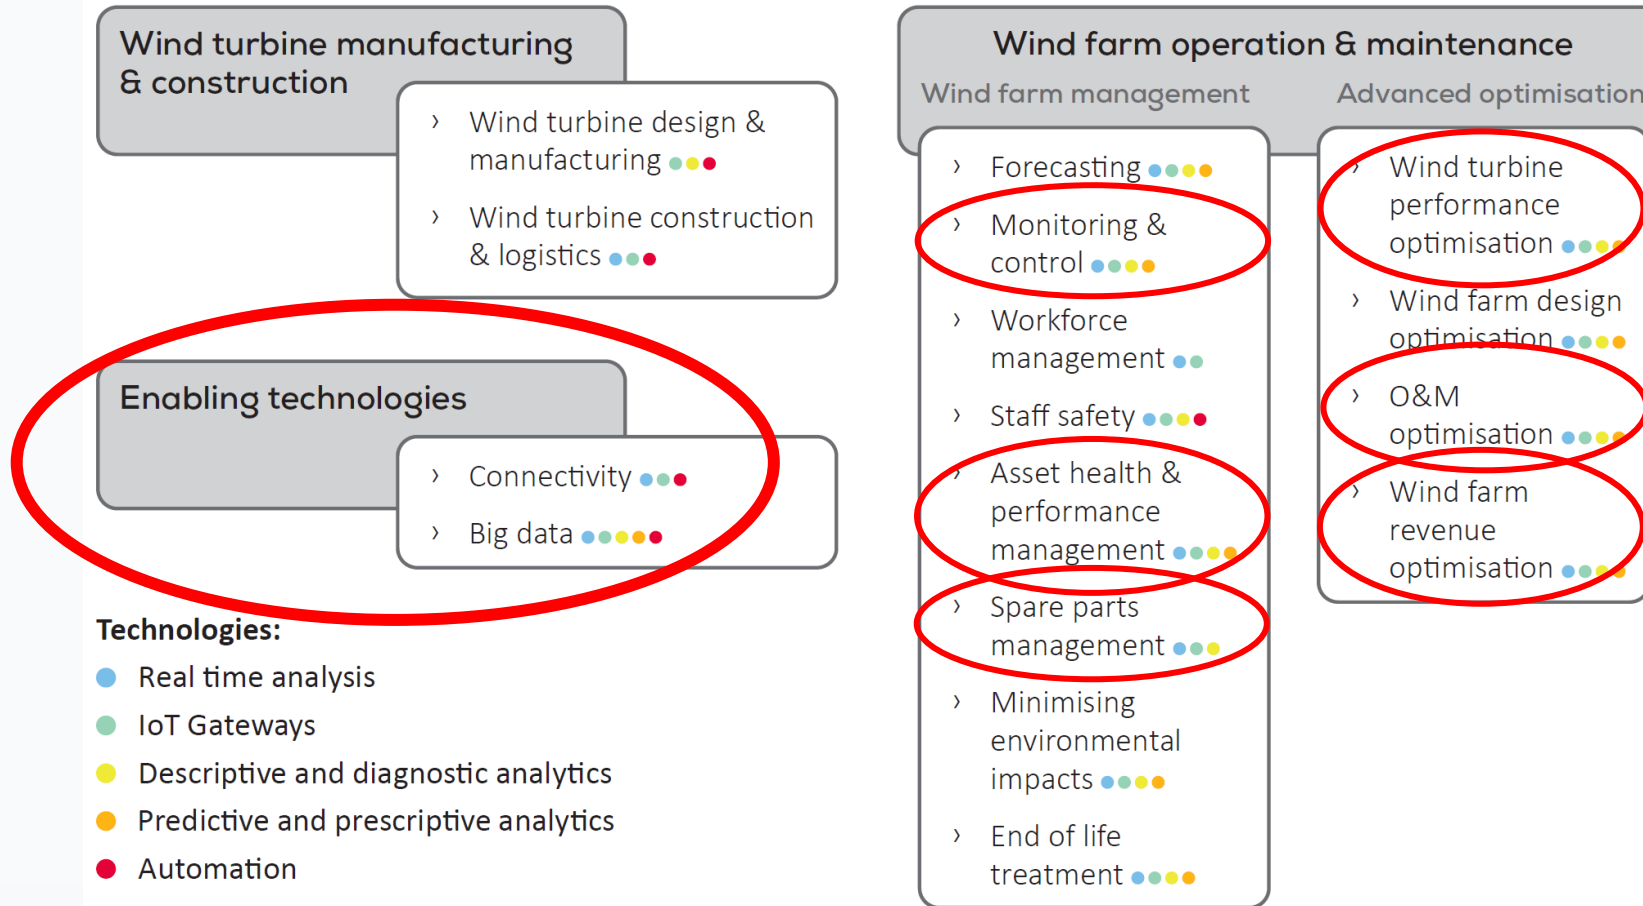 Wind turbine manufacturing
& construction
› Wind turbine design &
manufacturing
› Wind turbine construction
& logistics
Enabling technologies
› Connectivity
› Big data
Technologies:
Real time analysis
IoT Gateways
Descriptive and diagnostic analytics
Predictive and prescriptive analytics
Automation
Wind farm operation & maintenance
Wind farm management
› Forecasting
› Monitoring &
control
› Workforce
management
› Staff safety
› Asset health &
performance
management
› Spare parts
management
› Minimising
environmental
impacts
› End of life
treatment
Advanced optimisation
› Wind turbine
performance
optimisation
› Wind farm design
optimisation
› O&M
optimisation
› Wind farm
revenue
optimisation